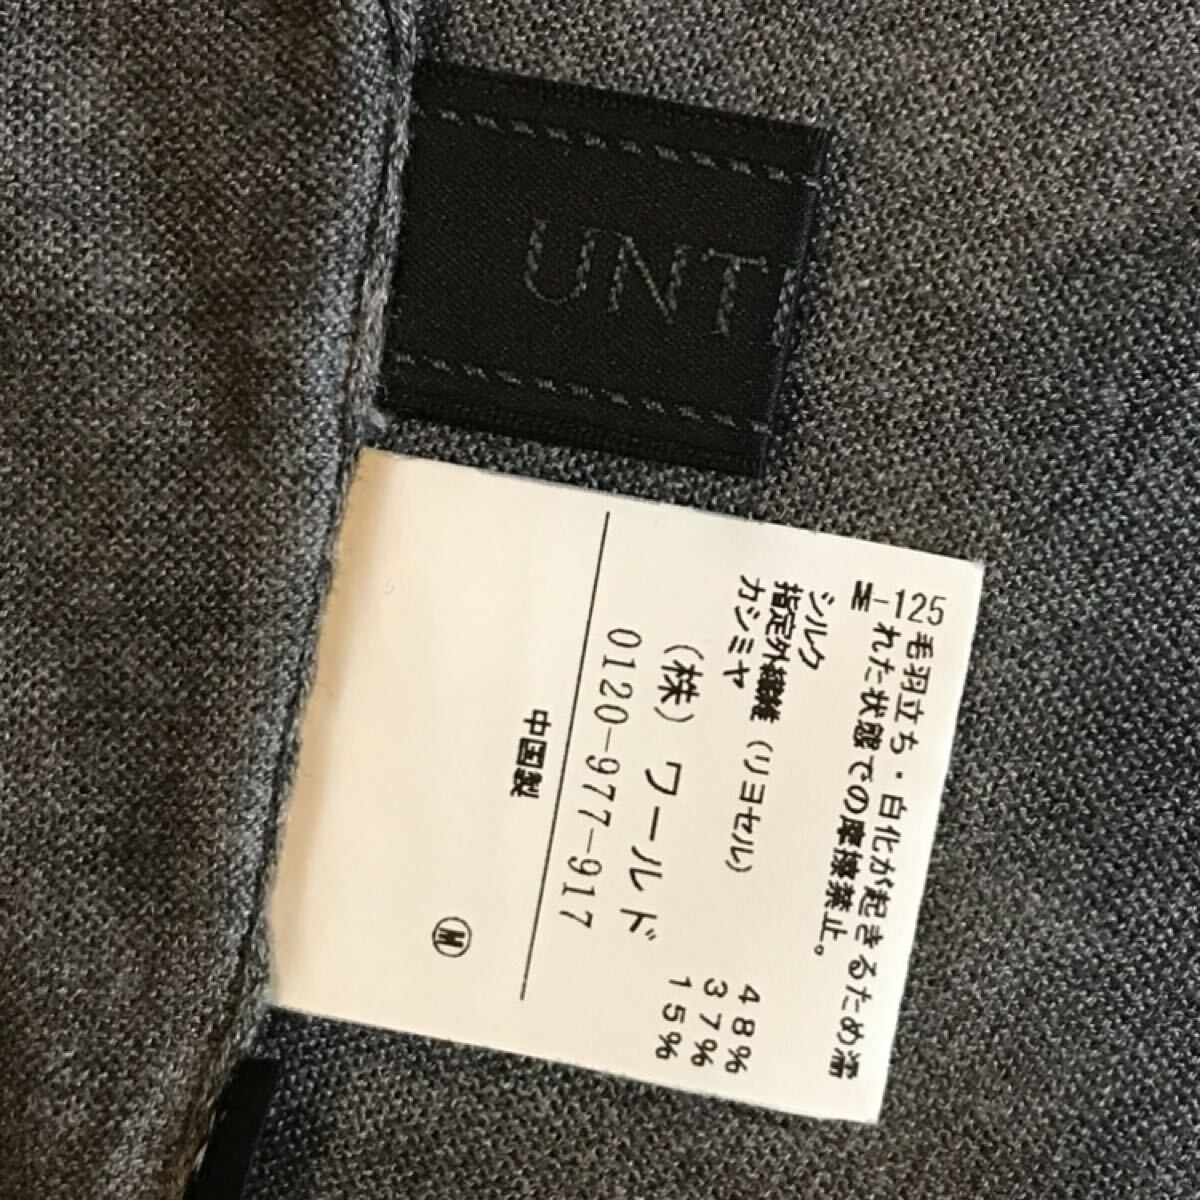 UNT
M-125 毛羽立ち・白化が起きるため濡
れた状態での摩擦禁止。
シルク 48%
指定外繊維(リヨセル) 37%
カシミヤ 15%
(株)ワールド
0120-977-917
中国製
M